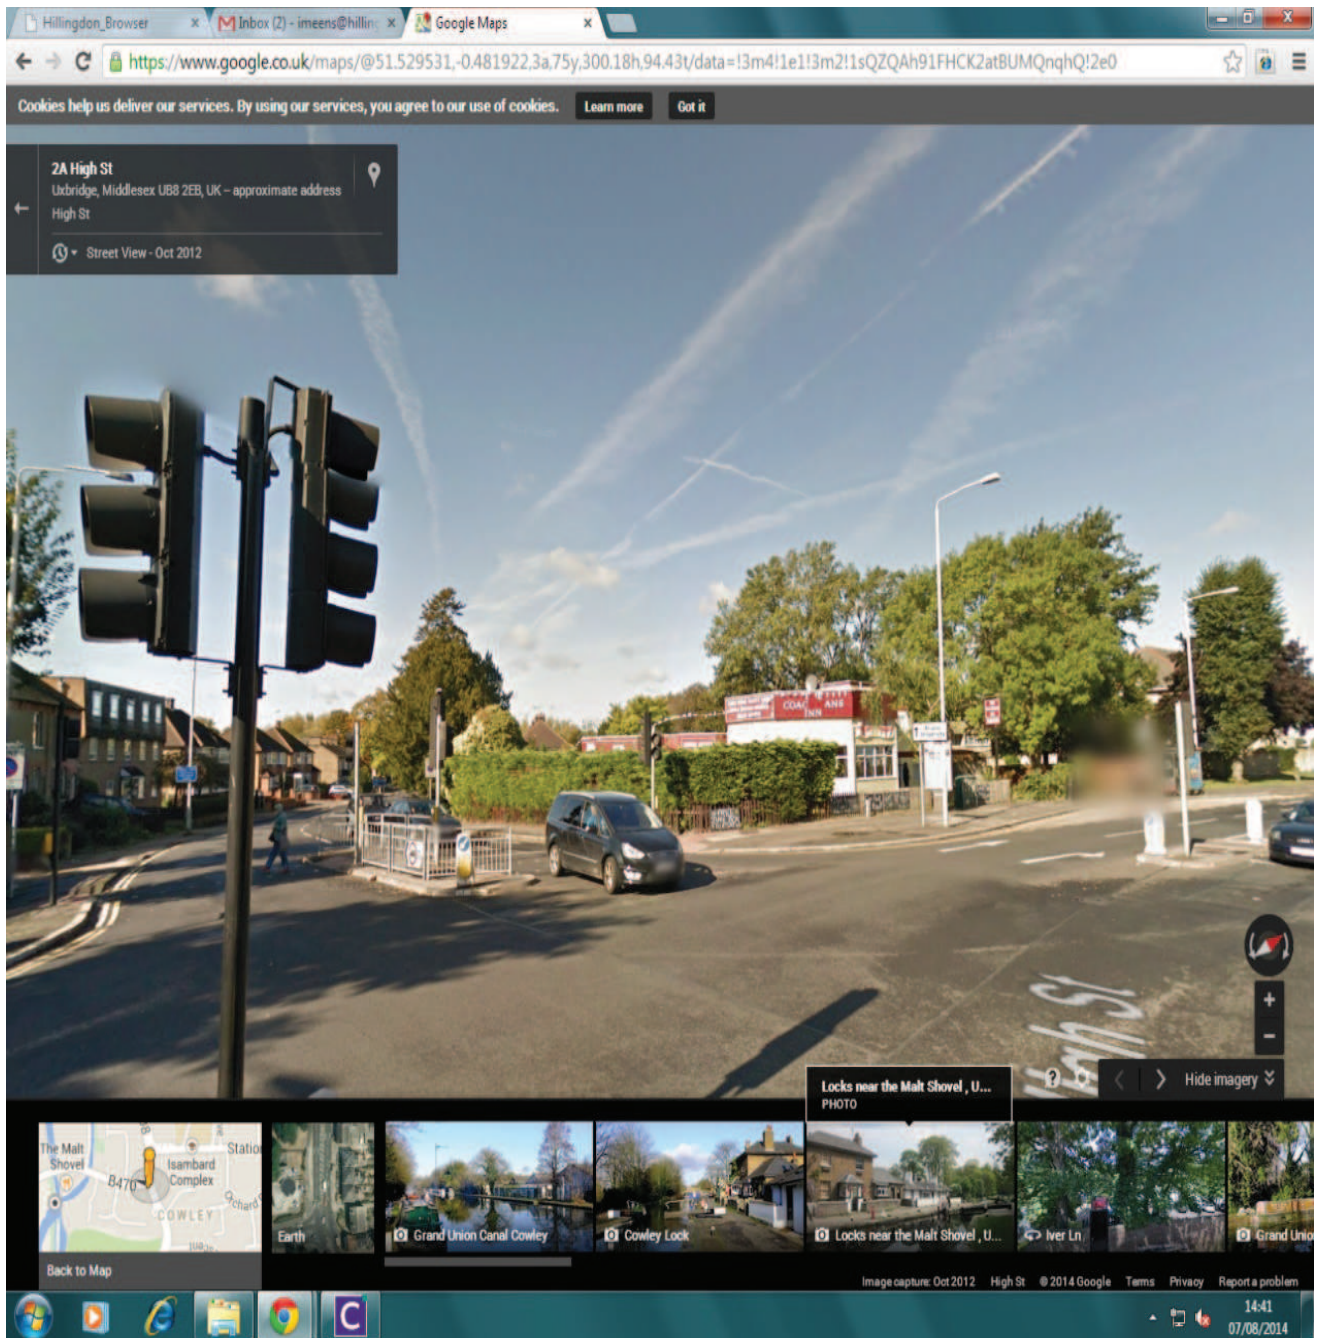 Hillingdon_Browser
Inbox (2) - imeens@hilling
Google Maps
https://www.google.co.uk/maps/@51.529531,-0.481922,3a,75y,300.18h,94.43t/data=!3m4!1e1!3m2!1sQZQAh91FHCK2atBUMQnqhQ!2e0
Cookies help us deliver our services. By using our services, you agree to our use of cookies.
Learn more
Got it
2A High St
Uxbridge, Middlesex UB8 2EB, UK – approximate address
High St
Street View - Oct 2012
INN
High St
Hide imagery
Locks near the Malt Shovel , U...
PHOTO
The Malt
Shovel
B470
Isambard
Complex
Statio
Orchard
COWLEY
Back to Map
Earth
Grand Union Canal Cowley
Cowley Lock
Locks near the Malt Shovel , U...
Iver Ln
Grand Unio
Image capture: Oct 2012
High St
© 2014 Google
Terms
Privacy
Report a problem
14:41
07/08/2014